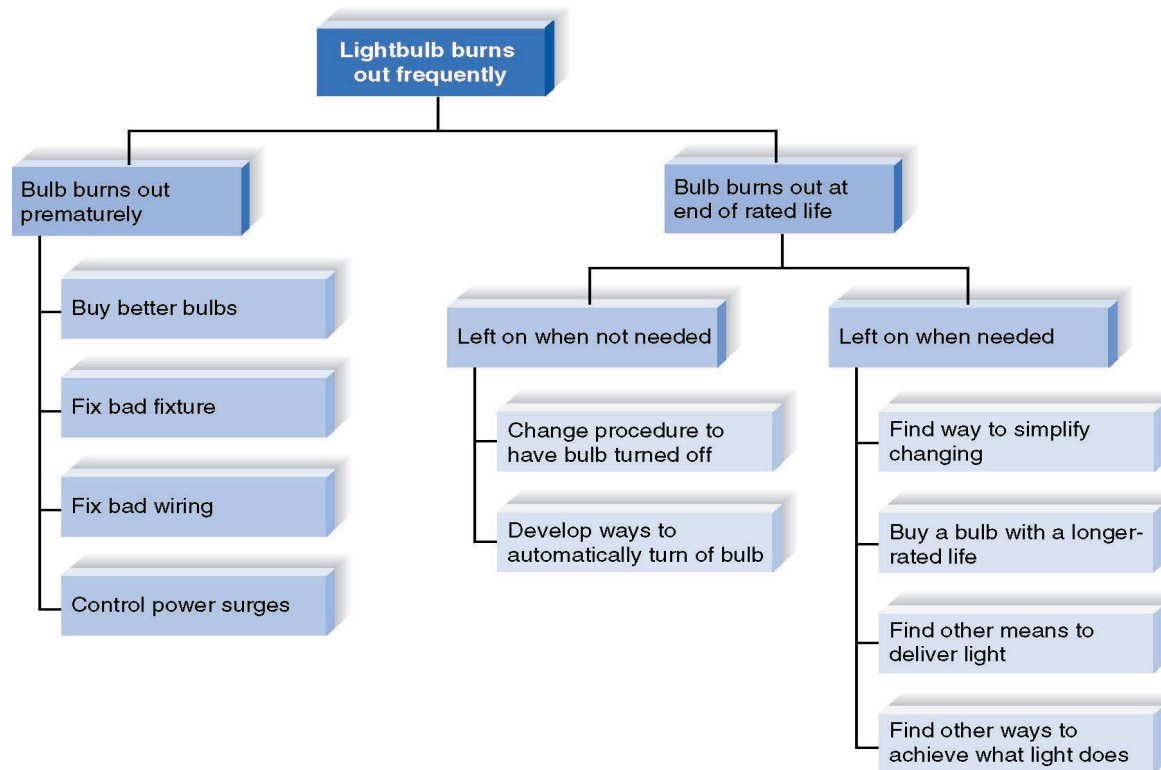 Lightbulb burns
out frequently
Bulb burns out
prematurely
Buy better bulbs
Fix bad fixture
Fix bad wiring
Control power surges
Bulb burns out at
end of rated life
Left on when not needed
Change procedure to
have bulb turned off
Develop ways to
automatically turn of bulb
Left on when needed
Find way to simplify
changing
Buy a bulb with a longer-
rated life
Find other means to
deliver light
Find other ways to
achieve what light does